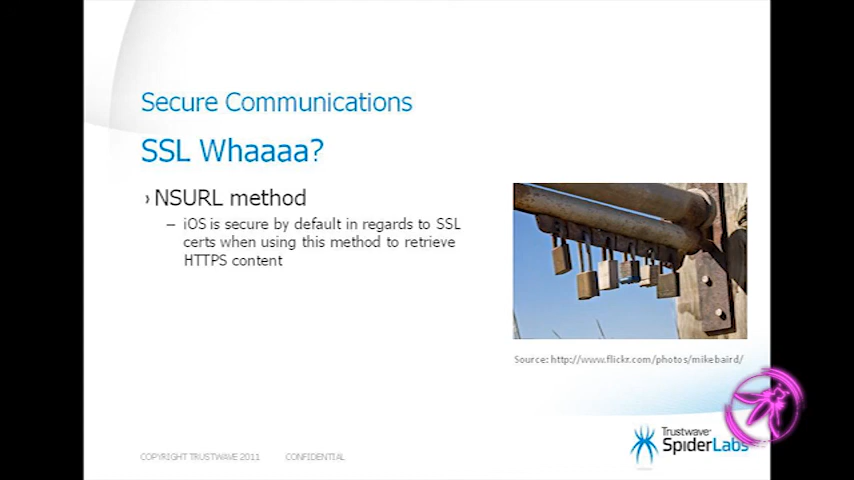 Secure Communications
SSL Whaaaa?
› NSURL method
– iOS is secure by default in regards to SSL
certs when using this method to retrieve
HTTPS content
Source: http://www.flickr.com/photos/mikebaird/
Trustwave®
SpiderLabs
COPYRIGHT TRUSTWAVE 2011 CONFIDENTIAL